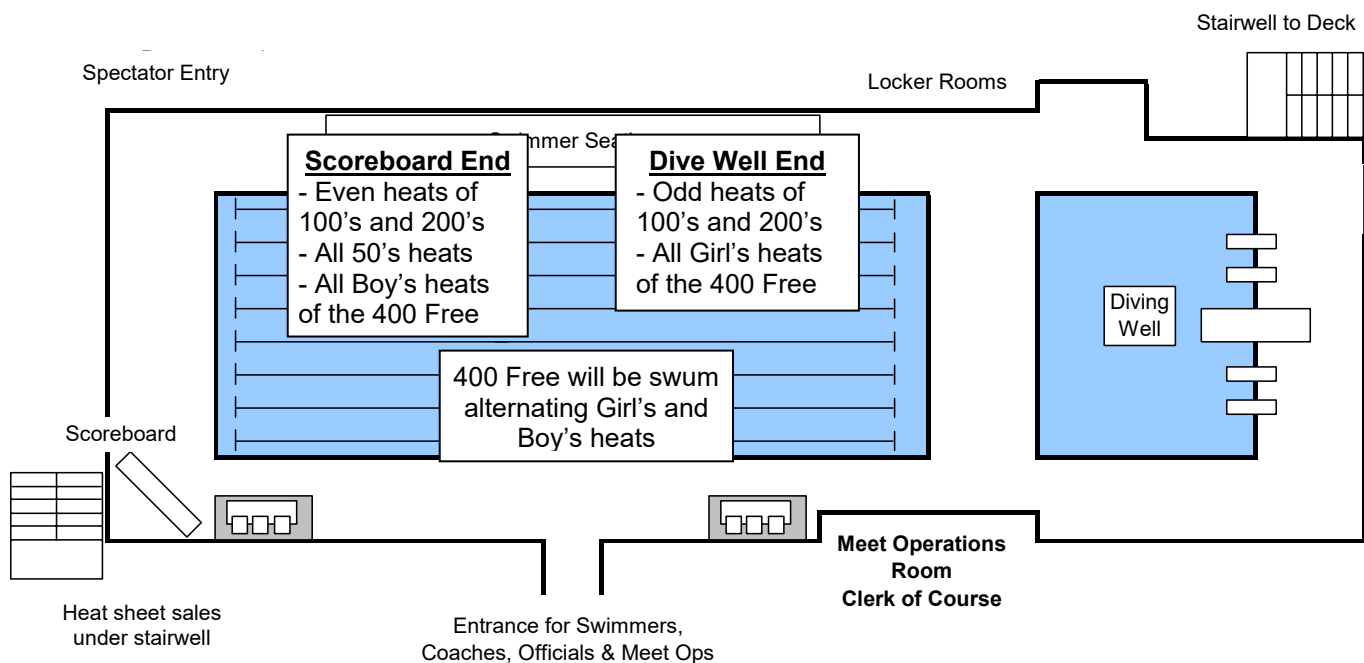 Stairwell to Deck
Spectator Entry
Locker Rooms
Scoreboard End
- Even heats of
100's and 200's
- All 50's heats
- All Boy's heats
of the 400 Free
Dive Well End
- Odd heats of
100's and 200's
- All Girl's heats
of the 400 Free
Diving
Well
400 Free will be swum
alternating Girl's and
Boy's heats
Scoreboard
Meet Operations
Room
Clerk of Course
Heat sheet sales
under stairwell
Entrance for Swimmers,
Coaches, Officials & Meet Ops